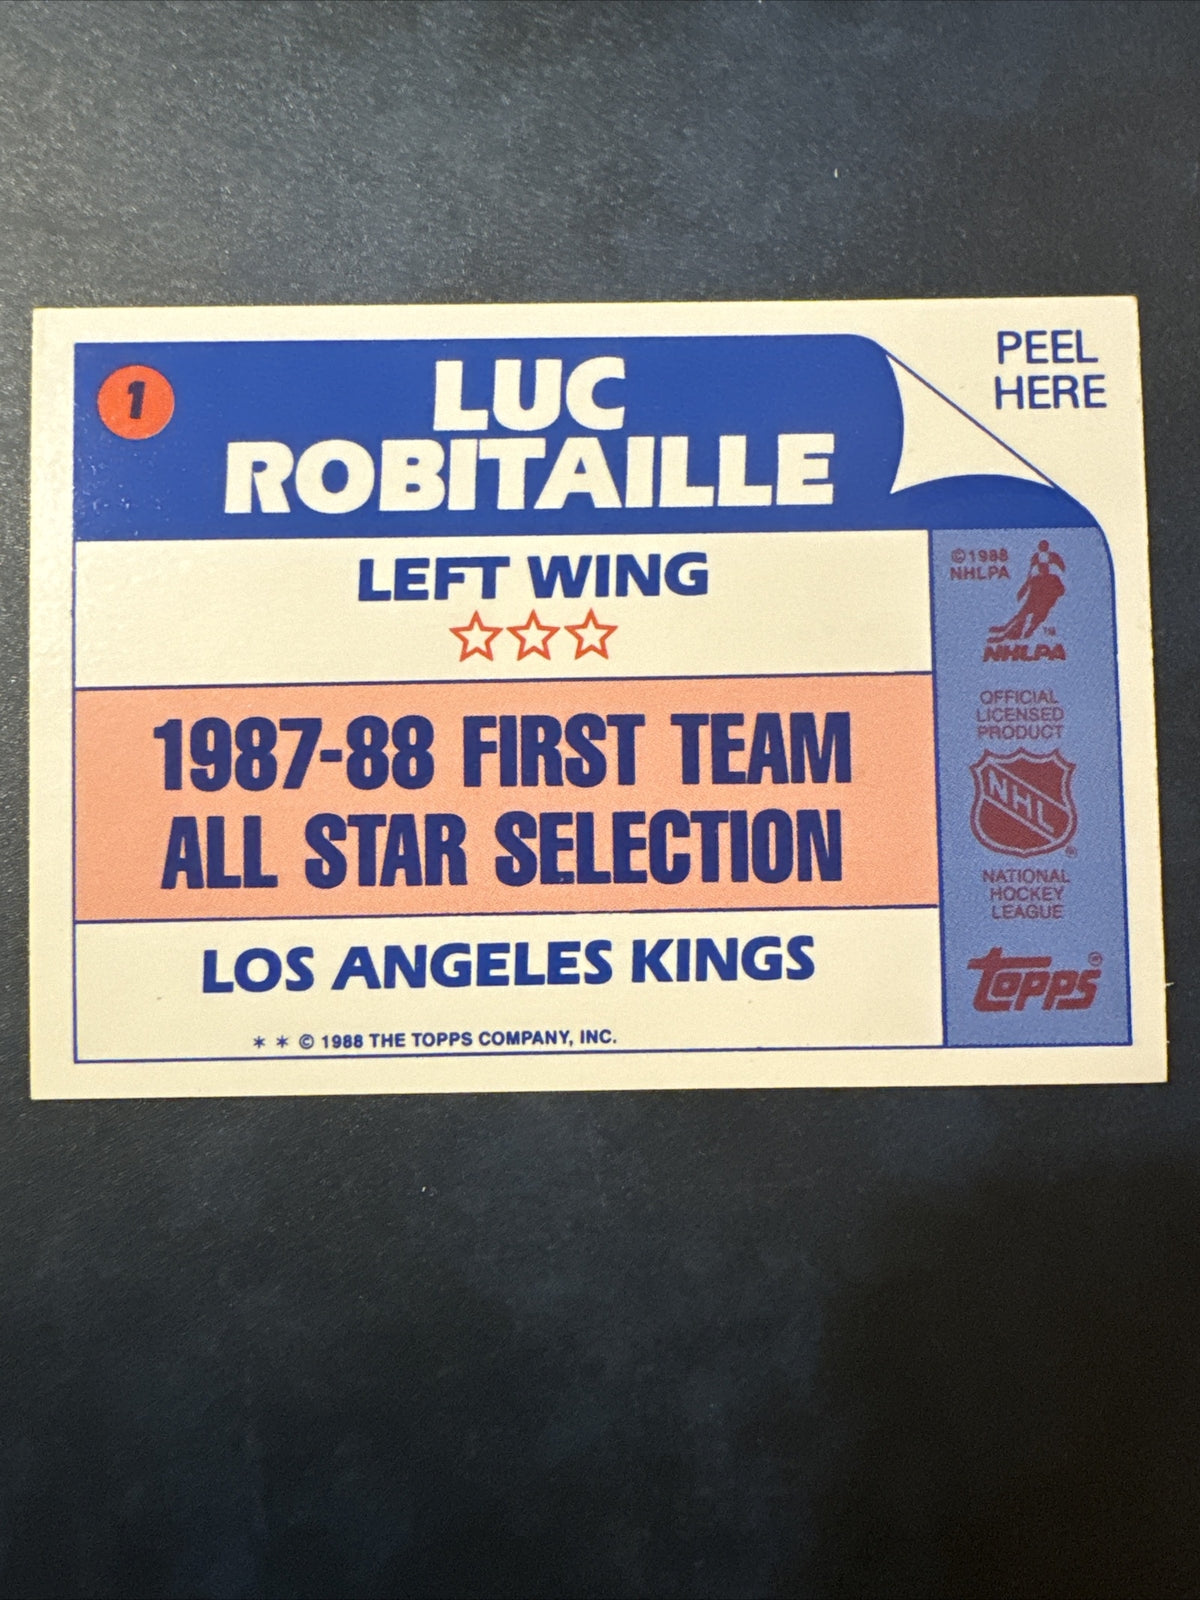 1
LUC
ROBITAILLE
PEEL
HERE
LEFT WING
1987-88 FIRST TEAM
ALL STAR SELECTION
LOS ANGELES KINGS
* * © 1988 THE TOPPS COMPANY, INC.
©1988
NHLPA
TM
NHLPA
OFFICIAL
LICENSED
PRODUCT
NHL
®
NATIONAL
HOCKEY
LEAGUE
TOPPS®